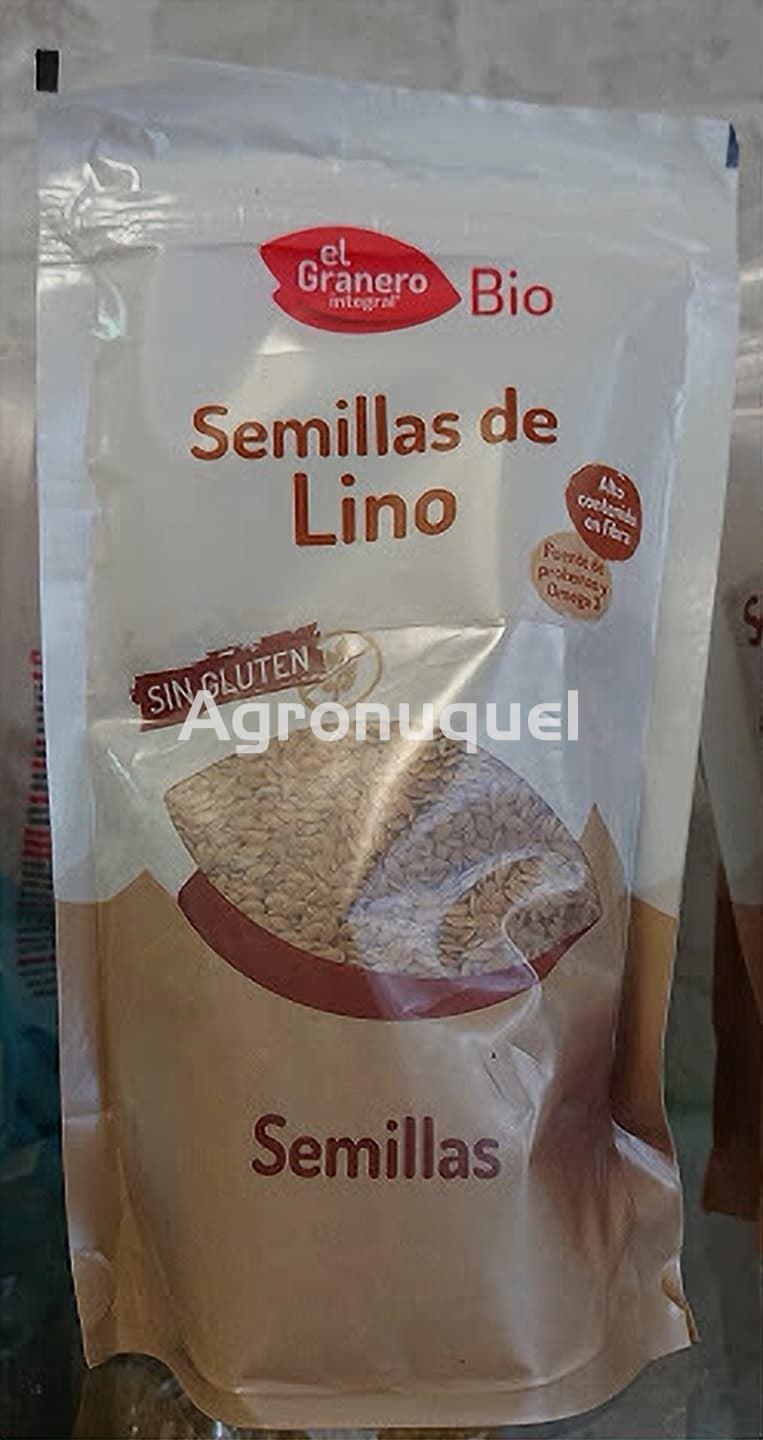 el
Granero
integral
Bio
Semillas de
Lino
Alto
contenido
en Fibra
Fuente de
proteínas y
Omega 3
SIN GLUTEN
Agronuquel
Semillas